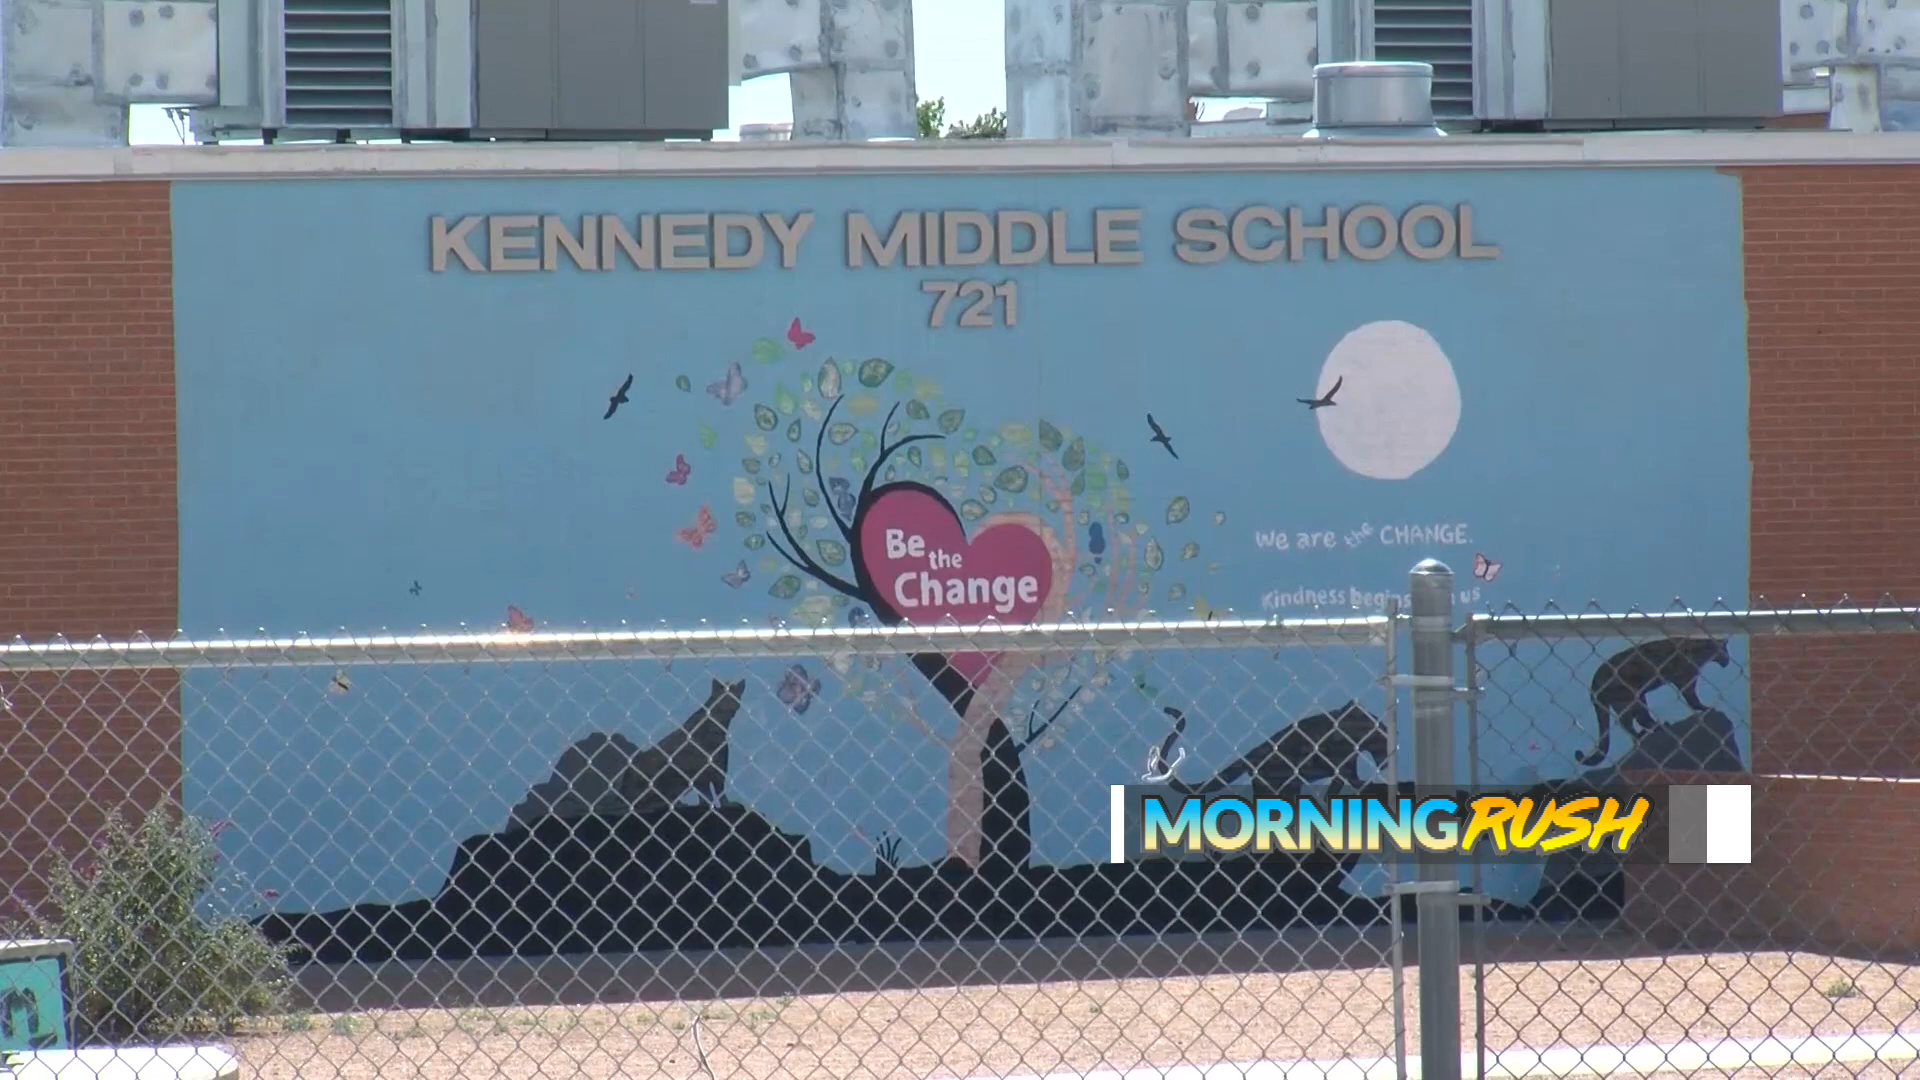 KENNEDY MIDDLE SCHOOL
721
Be the
Change
We are the CHANGE.
Kindness begins us
MORNING RUSH